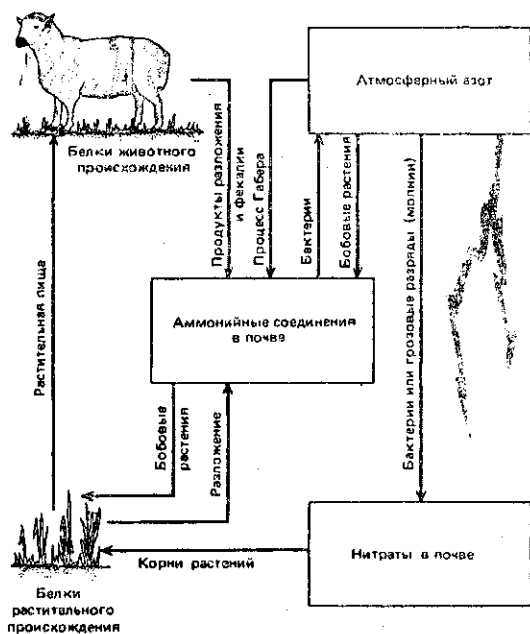 Атмосферный азот
Белки животного
происхождения
Продукты разложения
и фекалии
Процесс Габера
Бактерии
Бобовые растения
Бактерии или грозовые разряды (молнии)
Растительная пища
Аммонийные соединения
в почве
Бобовые
растения
Разложение
Корни растений
Нитраты в почве
Белки
растительного
происхождения